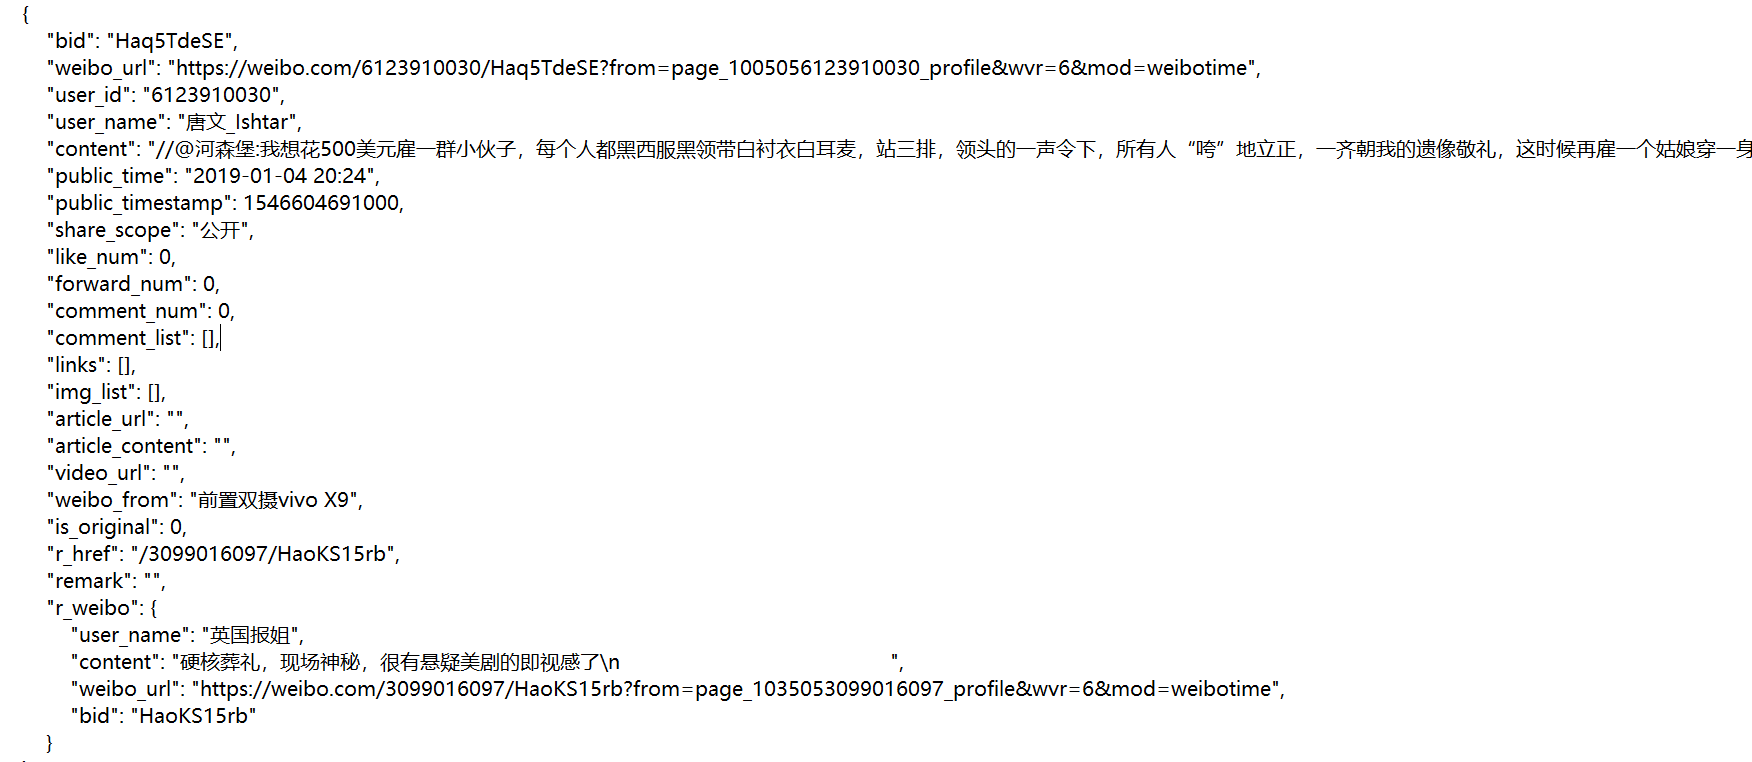 {
"bid": "Haq5TdeSE",
"weibo_url": "https://weibo.com/6123910030/Haq5TdeSE?from=page_1005056123910030_profile&wvr=6&mod=weibotime",
"user_id": "6123910030",
"user_name": "唐文_Ishtar",
"content": "//@河森堡:我想花500美元雇一群小伙子，每个人都黑西服黑领带白衬衣白耳麦，站三排，领头的一声令下，所有人“咵”地立正，一齐朝我的遗像敬礼，这时候再雇一个姑娘穿一身
"public_time": "2019-01-04 20:24",
"public_timestamp": 1546604691000,
"share_scope": "公开",
"like_num": 0,
"forward_num": 0,
"comment_num": 0,
"comment_list": [],
"links": [],
"img_list": [],
"article_url": "",
"article_content": "",
"video_url": "",
"weibo_from": "前置双摄vivo X9",
"is_original": 0,
"r_href": "/3099016097/HaoKS15rb",
"remark": "",
"r_weibo": {
"user_name": "英国报姐",
"content": "硬核葬礼，现场神秘，很有悬疑美剧的即视感了\n                    ",
"weibo_url": "https://weibo.com/3099016097/HaoKS15rb?from=page_1035053099016097_profile&wvr=6&mod=weibotime",
"bid": "HaoKS15rb"
}